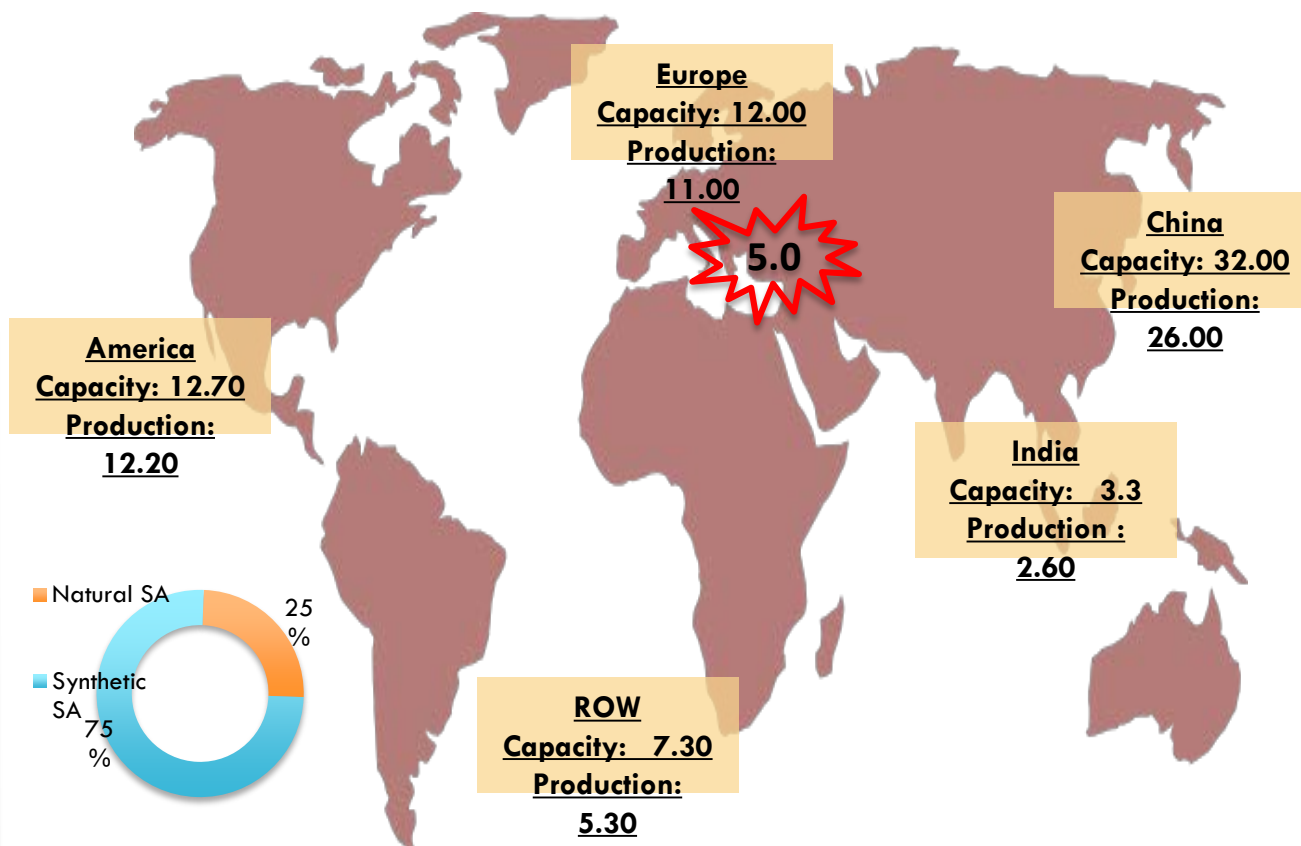 Europe
Capacity: 12.00
Production:
11.00
5.0
China
Capacity: 32.00
Production:
26.00
America
Capacity: 12.70
Production:
12.20
India
Capacity: 3.3
Production :
2.60
Natural SA
25
%
Synthetic
SA
75
%
ROW
Capacity: 7.30
Production:
5.30